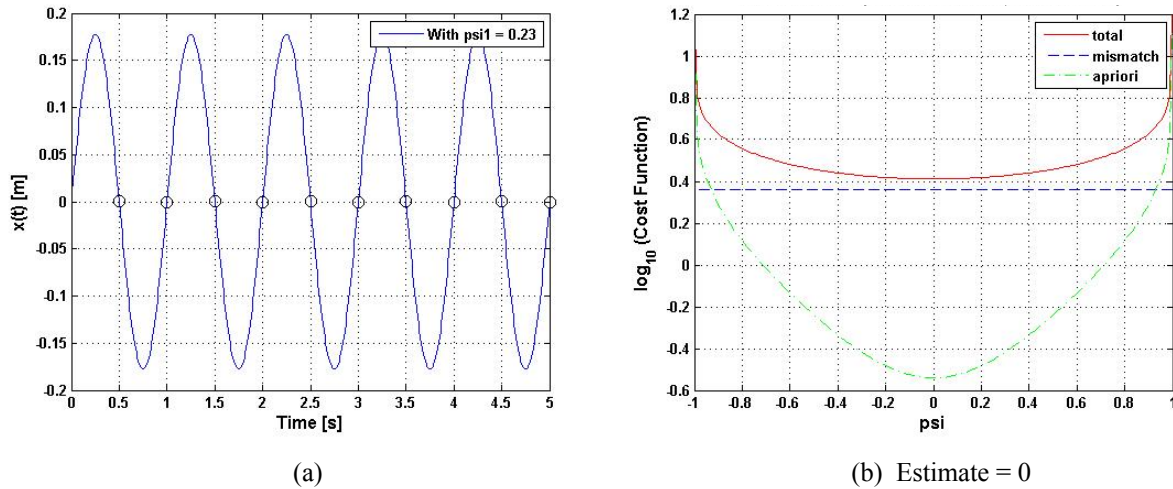 With psi1 = 0.23
0.2
0.15
0.1
0.05
0
-0.05
-0.1
-0.15
-0.2
x(t) [m]
0 0.5 1 1.5 2 2.5 3 3.5 4 4.5 5
Time [s]
(a)
total
mismatch
apriori
1.2
1
0.8
0.6
0.4
0.2
0
-0.2
-0.4
-0.6
log10 (Cost Function)
-1 -0.8 -0.6 -0.4 -0.2 0 0.2 0.4 0.6 0.8 1
psi
(b) Estimate = 0